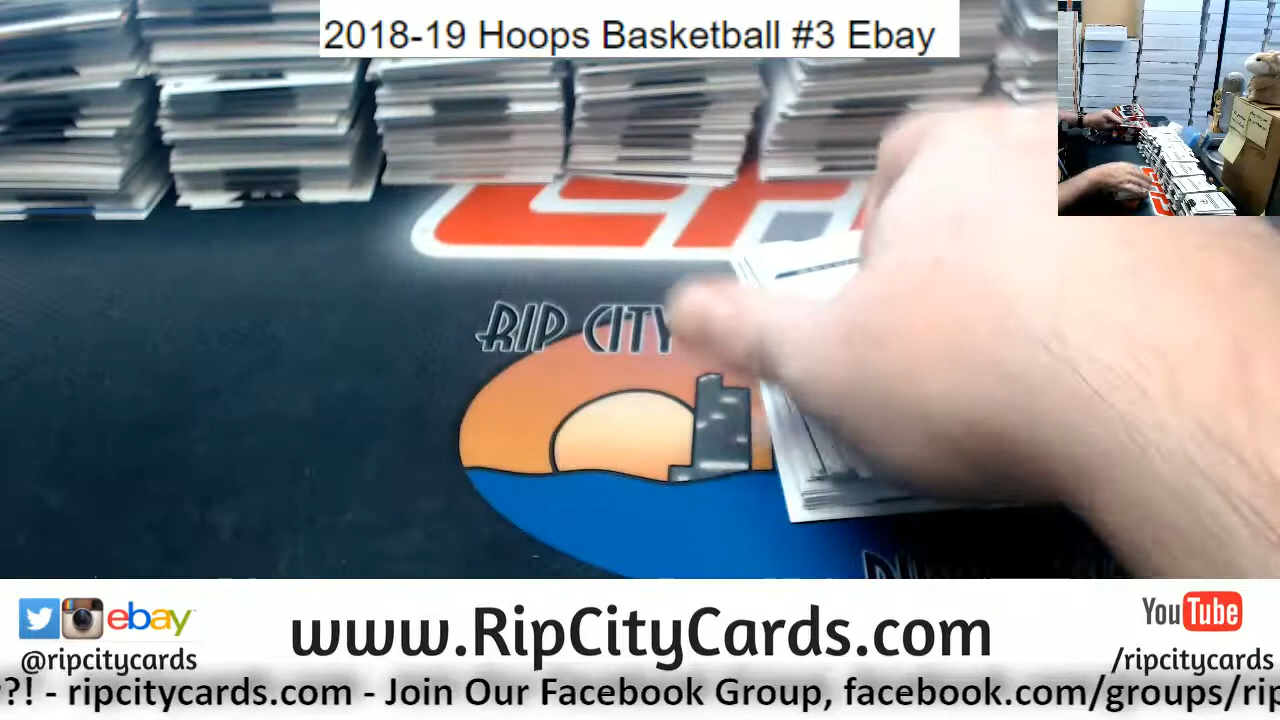 2018-19 Hoops Basketball #3 Ebay
RIP CITY
ebay
YouTube
www.RipCityCards.com
@ripcitycards
/ripcitycards
?! - ripcitycards.com - Join Our Facebook Group, facebook.com/groups/rip